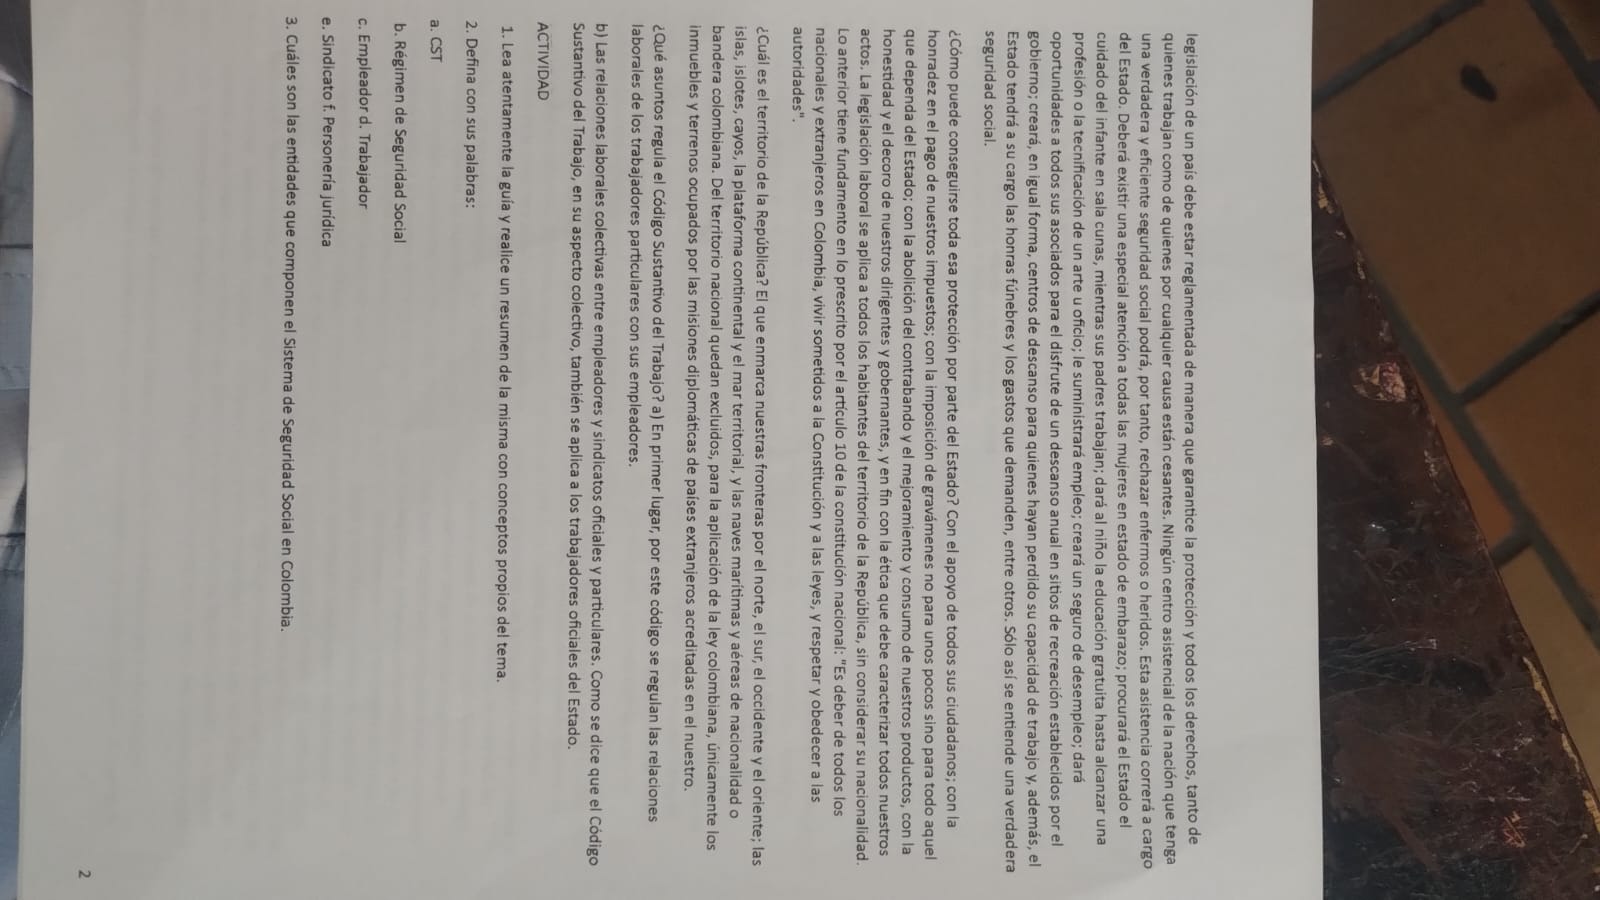 legislación de un país debe estar reglamentada de manera que garantice la protección y todos los derechos, tanto de
quienes trabajan como de quienes por cualquier causa están cesantes. Ningún centro asistencial de la nación que tenga
una verdadera y eficiente seguridad social podrá, por tanto, rechazar enfermos o heridos. Esta asistencia correrá a cargo
del Estado. Deberá existir una especial atención a todas las mujeres en estado de embarazo; procurará el Estado el
cuidado del infante en sala cunas, mientras sus padres trabajan; dará al niño la educación gratuita hasta alcanzar una
profesión o la tecnificación de un arte u oficio; le suministrará empleo; creará un seguro de desempleo; dará
oportunidades a todos sus asociados para el disfrute de un descanso anual en sitios de recreación establecidos por el
gobierno; creará, en igual forma, centros de descanso para quienes hayan perdido su capacidad de trabajo y, además, el
Estado tendrá a su cargo las honras fúnebres y los gastos que demanden, entre otros. Sólo así se entiende una verdadera
seguridad social.
¿Cómo puede conseguirse toda esa protección por parte del Estado? Con el apoyo de todos sus ciudadanos; con la
honradez en el pago de nuestros impuestos; con la imposición de gravámenes no para unos pocos sino para todo aquel
que dependa del Estado; con la abolición del contrabando y el mejoramiento y consumo de nuestros productos, con la
honestidad y el decoro de nuestros dirigentes y gobernantes, y en fin con la ética que debe caracterizar todos nuestros
actos. La legislación laboral se aplica a todos los habitantes del territorio de la República, sin considerar su nacionalidad.
Lo anterior tiene fundamento en lo prescrito por el artículo 10 de la constitución nacional: "Es deber de todos los
nacionales y extranjeros en Colombia, vivir sometidos a la Constitución y a las leyes, y respetar y obedecer a las
autoridades".
¿Cuál es el territorio de la República? El que enmarca nuestras fronteras por el norte, el sur, el occidente y el oriente; las
islas, islotes, cayos, la plataforma continental y el mar territorial, y las naves marítimas y aéreas de nacionalidad o
bandera colombiana. Del territorio nacional quedan excluidos, para la aplicación de la ley colombiana, únicamente los
inmuebles y terrenos ocupados por las misiones diplomáticas de países extranjeros acreditadas en el nuestro.
¿Qué asuntos regula el Código Sustantivo del Trabajo? a) En primer lugar, por este código se regulan las relaciones
laborales de los trabajadores particulares con sus empleadores.
b) Las relaciones laborales colectivas entre empleadores y sindicatos oficiales y particulares. Como se dice que el Código
Sustantivo del Trabajo, en su aspecto colectivo, también se aplica a los trabajadores oficiales del Estado.
ACTIVIDAD
1. Lea atentamente la guía y realice un resumen de la misma con conceptos propios del tema.
2. Defina con sus palabras:
a. CST
b. Régimen de Seguridad Social
c. Empleador d. Trabajador
e. Sindicato f. Personería jurídica
3. Cuáles son las entidades que componen el Sistema de Seguridad Social en Colombia.
2